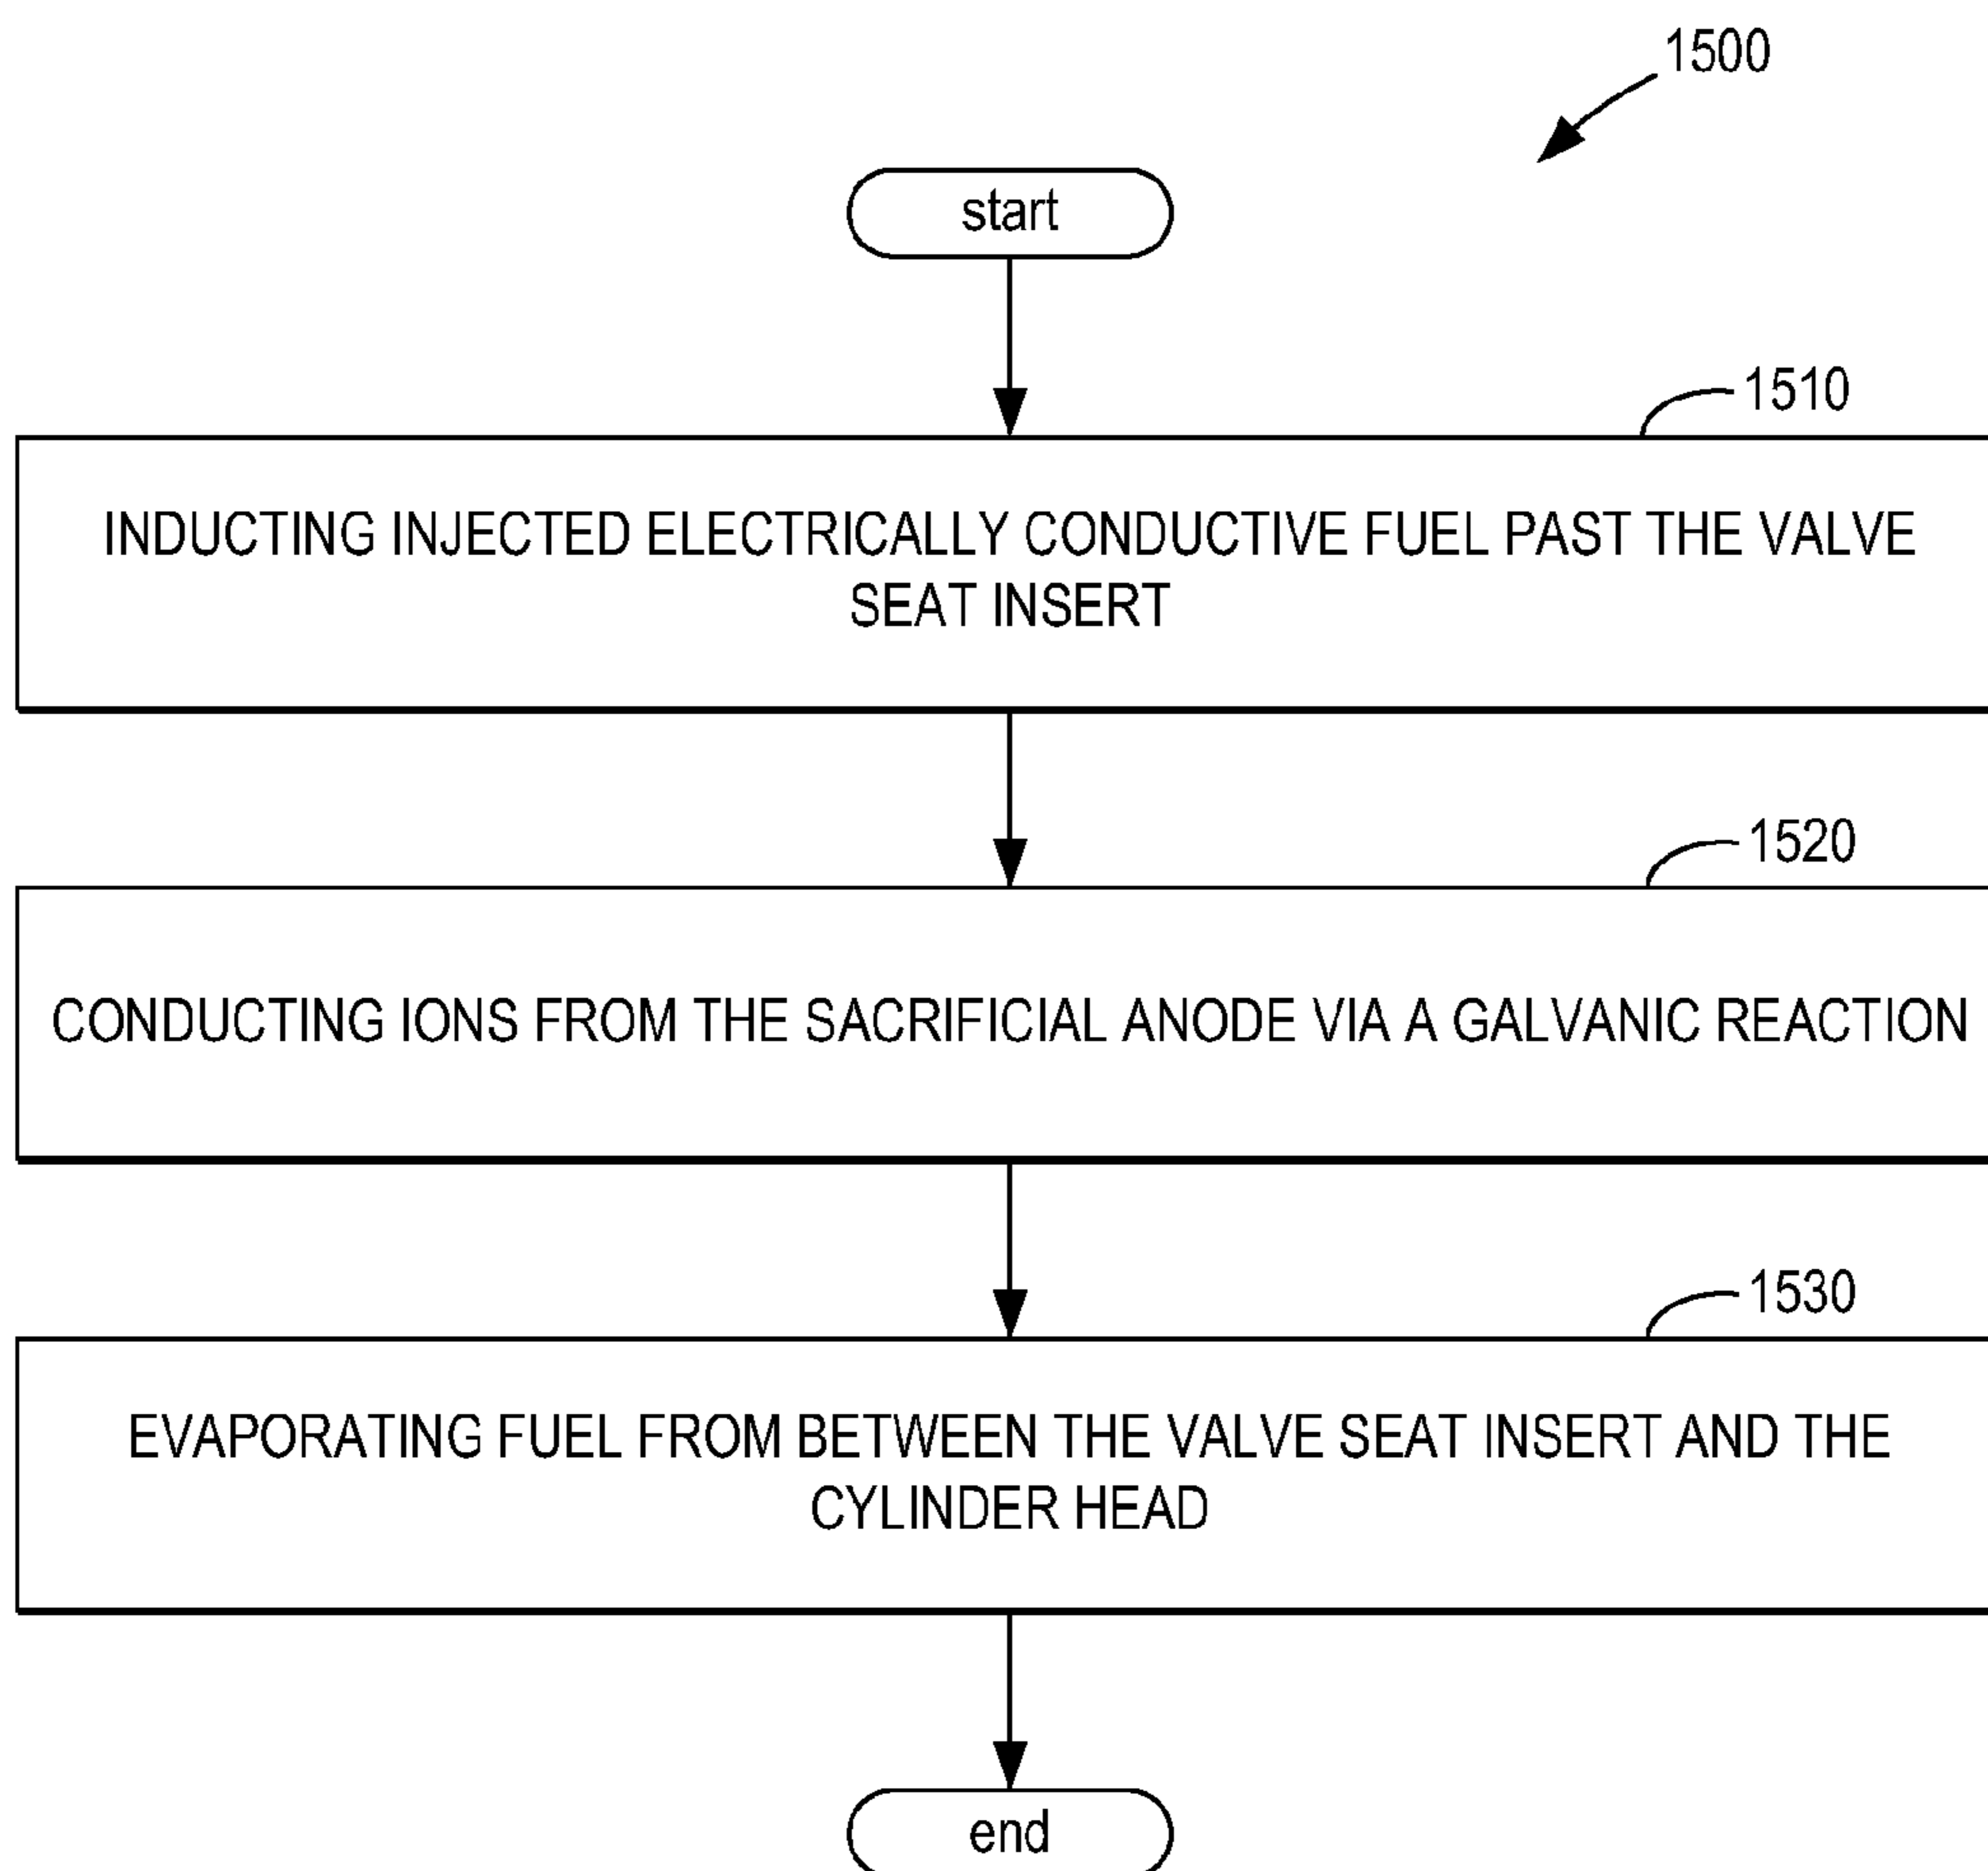 1500
start
1510
INDUCTING INJECTED ELECTRICALLY CONDUCTIVE FUEL PAST THE VALVE
SEAT INSERT
1520
CONDUCTING IONS FROM THE SACRIFICIAL ANODE VIA A GALVANIC REACTION
1530
EVAPORATING FUEL FROM BETWEEN THE VALVE SEAT INSERT AND THE
CYLINDER HEAD
end